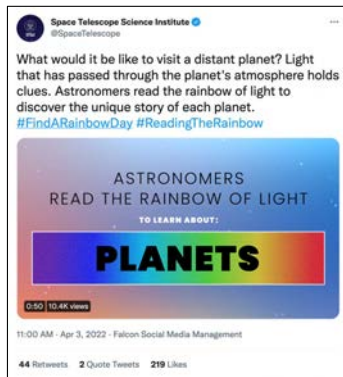 Space Telescope Science Institute
@SpaceTelescope
What would it be like to visit a distant planet? Light
that has passed through the planet's atmosphere holds
clues. Astronomers read the rainbow of light to
discover the unique story of each planet.
#FindARainbowDay #ReadingTheRainbow
ASTRONOMERS
READ THE RAINBOW OF LIGHT
TO LEARN ABOUT:
PLANETS
0:50 10.4K views
11:00 AM · Apr 3, 2022 · Falcon Social Media Management
44 Retweets 2 Quote Tweets 219 Likes